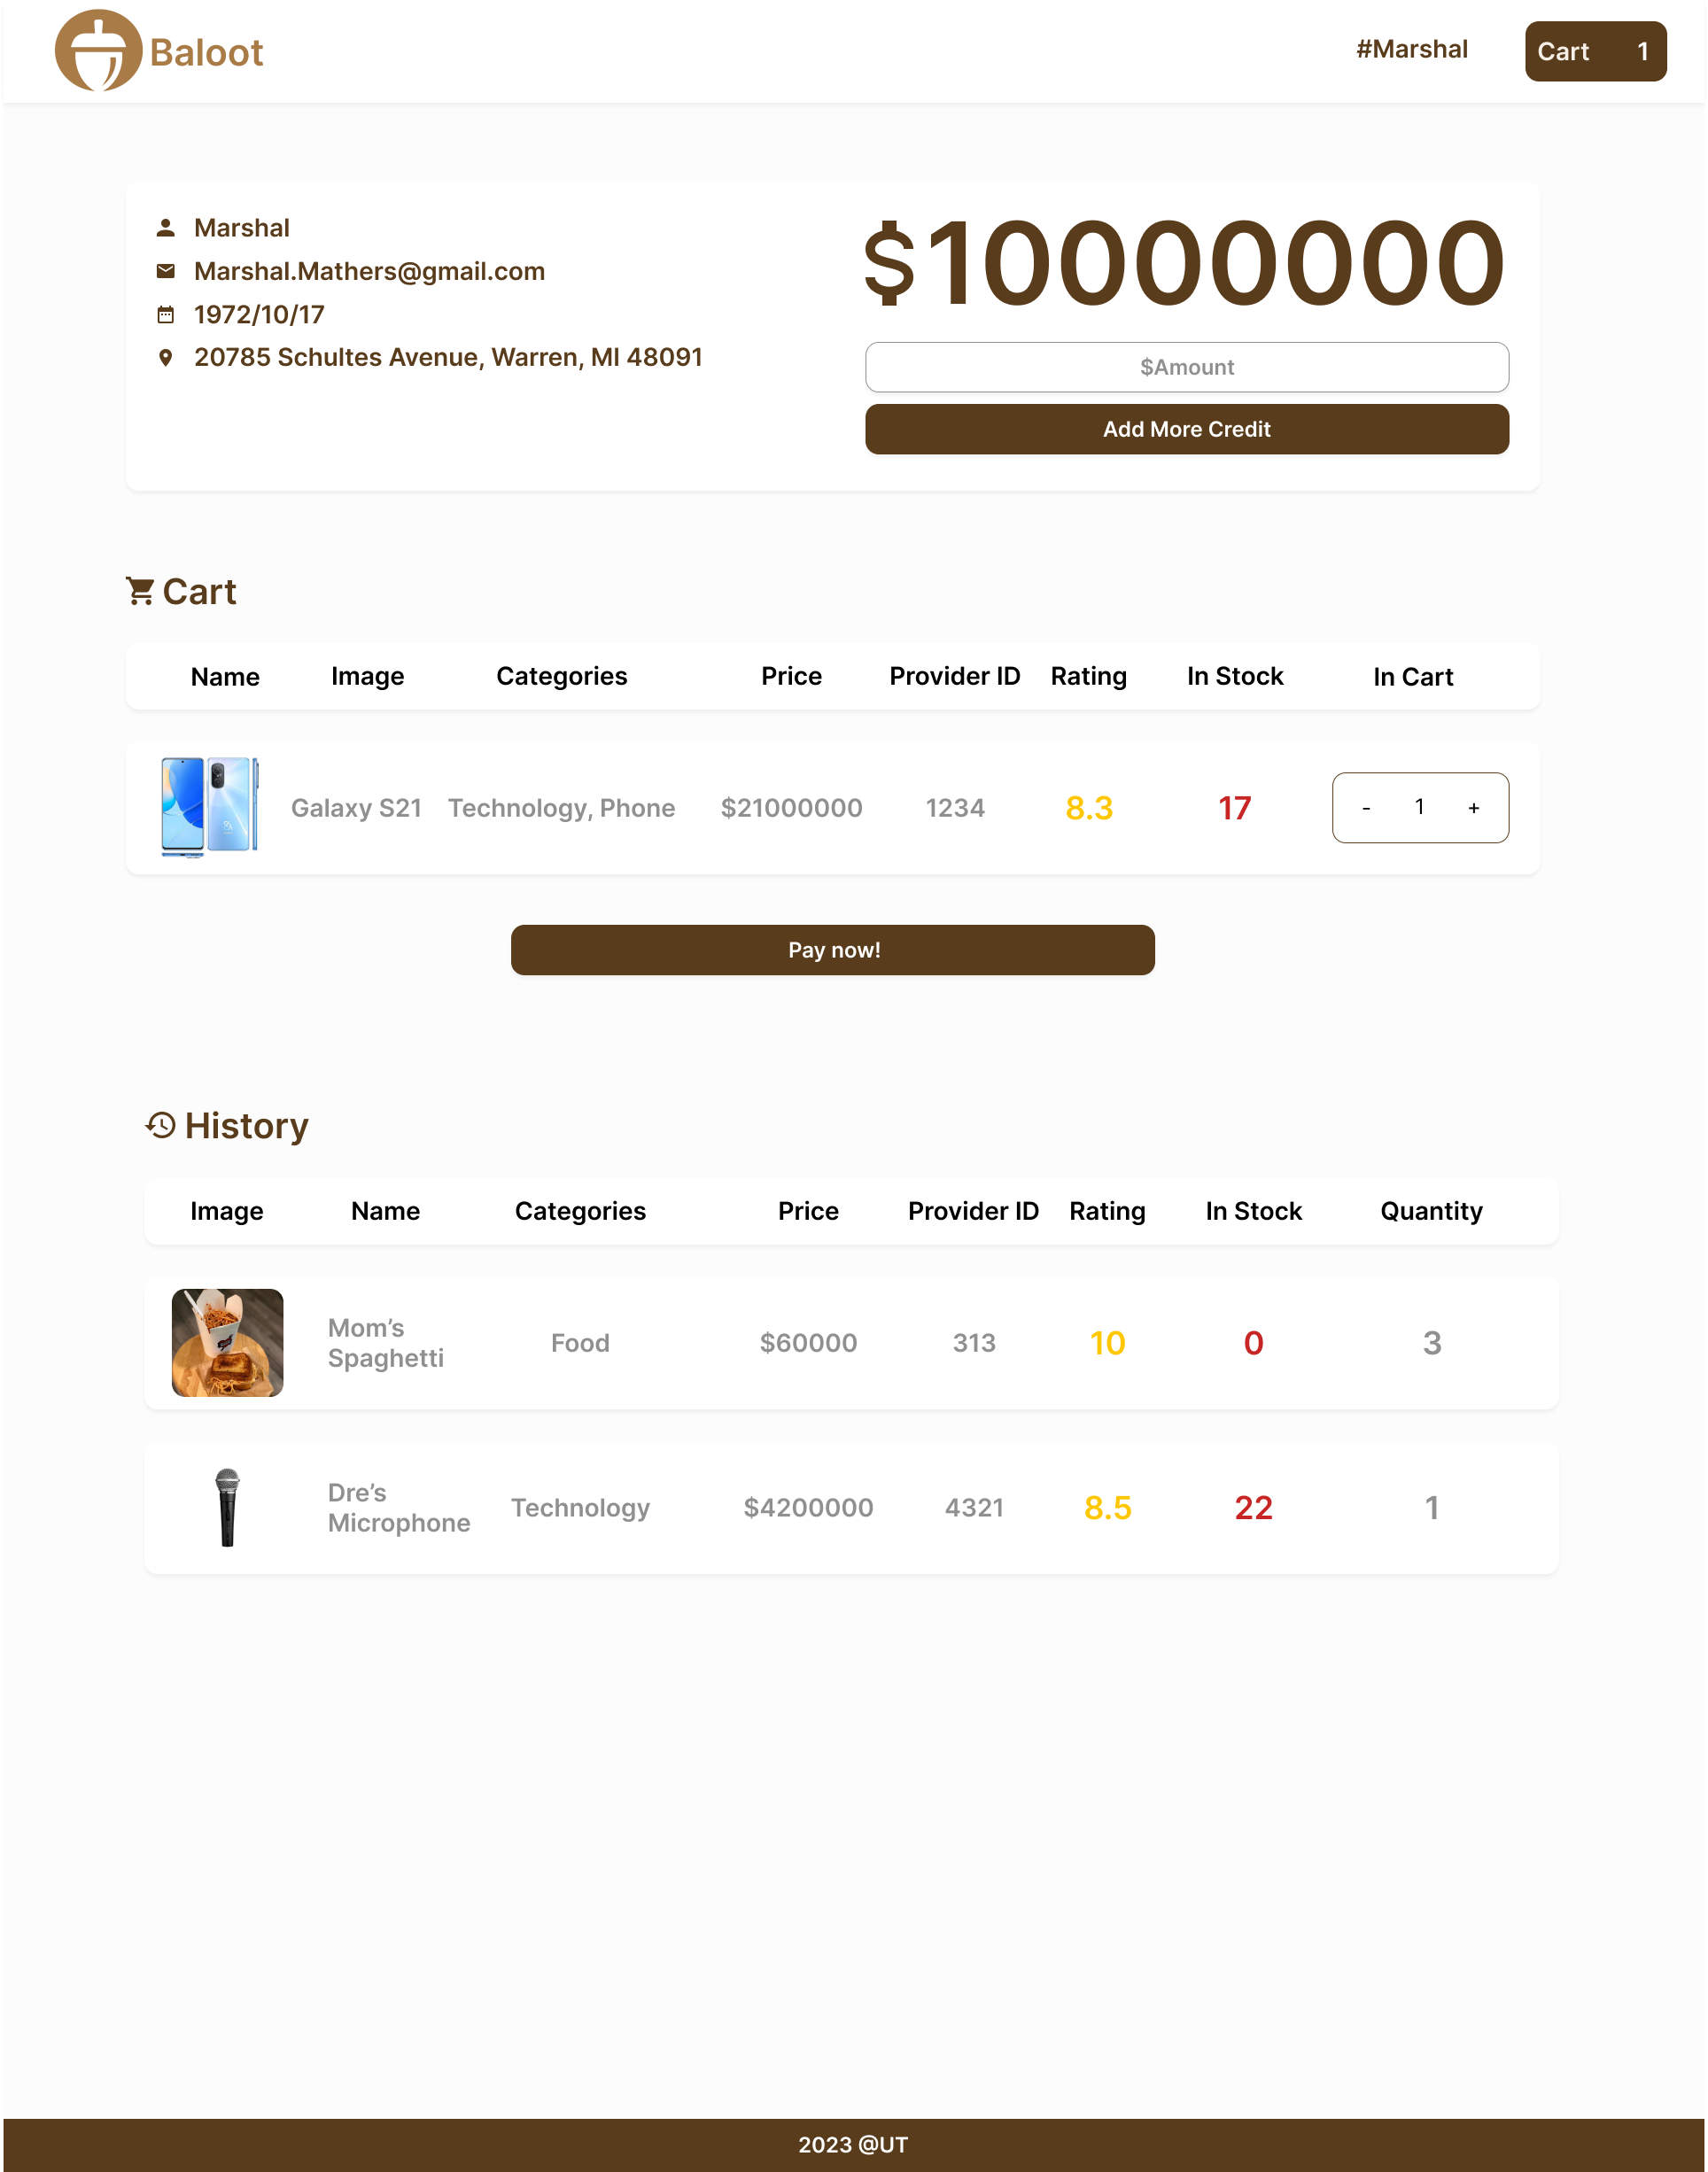 Baloot
#Marshal
Cart 1
Marshal
Marshal.Mathers@gmail.com
1972/10/17
20785 Schultes Avenue, Warren, MI 48091
$10000000
$Amount
Add More Credit
Cart
Name Image Categories Price Provider ID Rating In Stock In Cart
Galaxy S21 Technology, Phone $21000000 1234 8.3 17 - 1 +
Pay now!
History
Image Name Categories Price Provider ID Rating In Stock Quantity
Mom’s
Spaghetti
Food $60000 313 10 0 3
Dre’s
Microphone
Technology $4200000 4321 8.5 22 1
2023 @UT